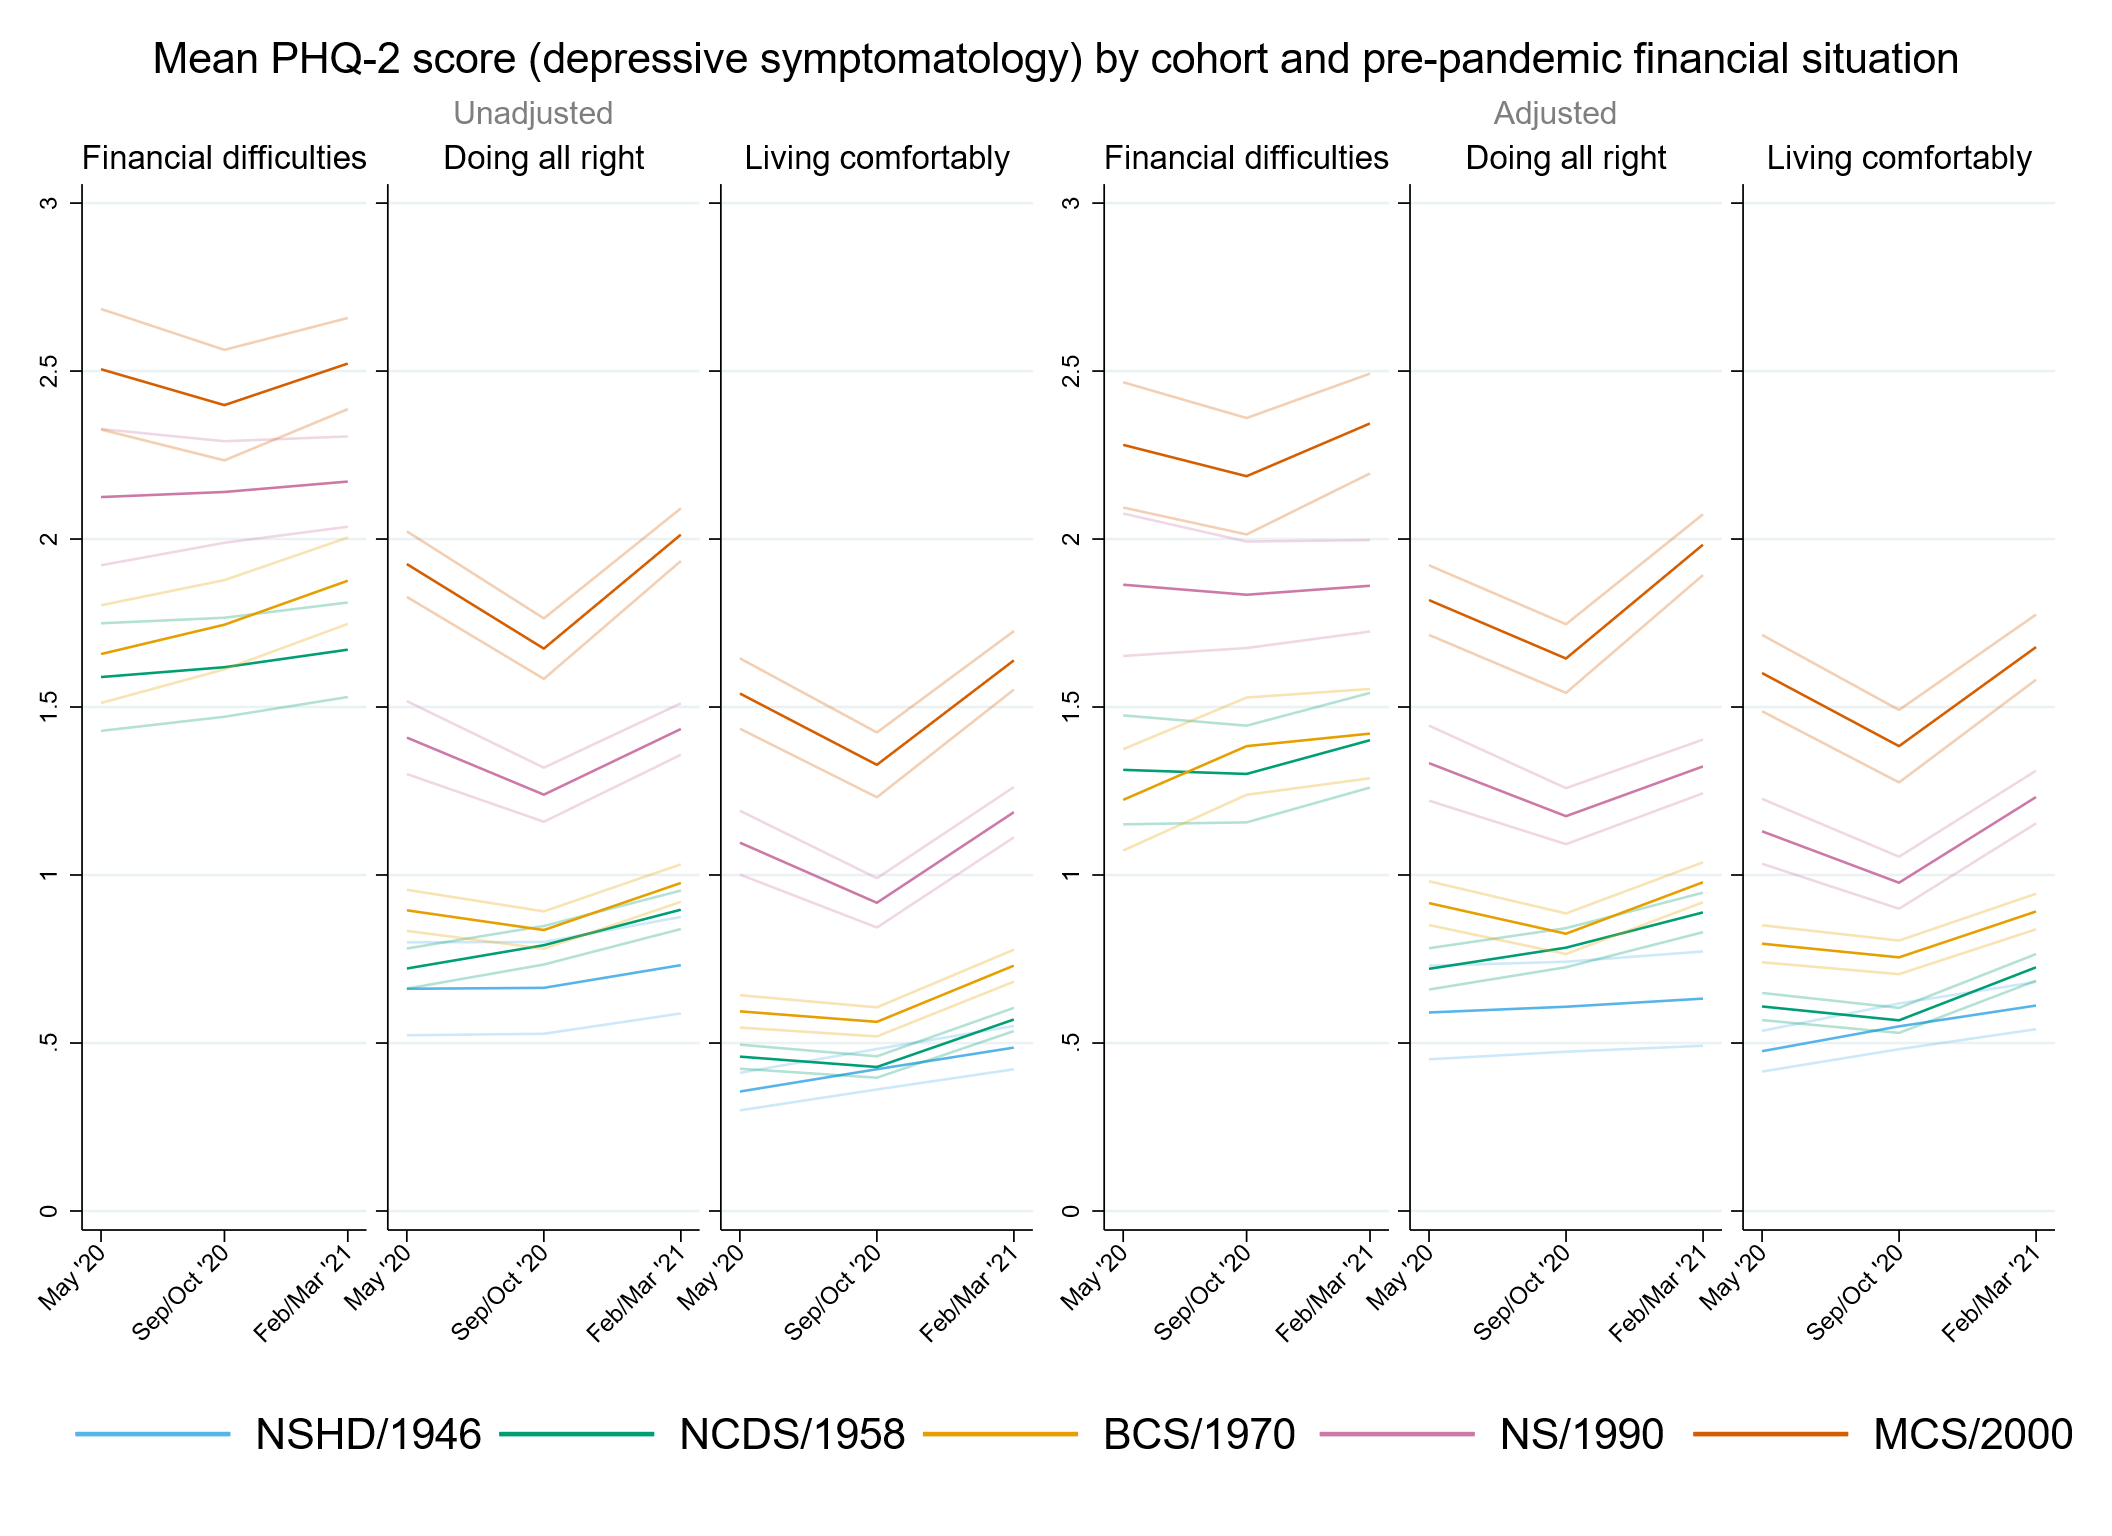 Mean PHQ-2 score (depressive symptomatology) by cohort and pre-pandemic financial situation
Unadjusted
Adjusted
Financial difficulties
Doing all right
Living comfortably
Financial difficulties
Doing all right
Living comfortably
3
2.5
2
1.5
1
.5
0
3
2.5
2
1.5
1
.5
0
May '20
Sep/Oct '20
Feb/Mar '21
May '20
Sep/Oct '20
Feb/Mar '21
May '20
Sep/Oct '20
Feb/Mar '21
May '20
Sep/Oct '20
Feb/Mar '21
May '20
Sep/Oct '20
Feb/Mar '21
May '20
Sep/Oct '20
Feb/Mar '21
NSHD/1946
NCDS/1958
BCS/1970
NS/1990
MCS/2000